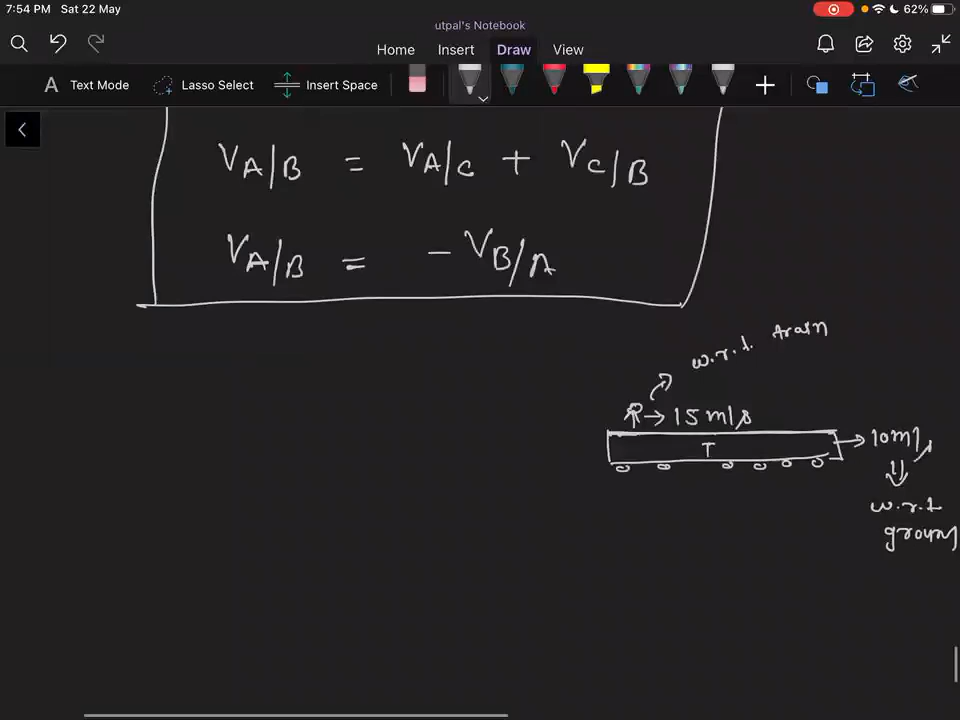 7:54 PM Sat 22 May
62%
utpal's Notebook
Home Insert Draw View
A Text Mode Lasso Select Insert Space
VA/B = VA/C + VC/B
VA/B = - VB/A
w.r.t. train
15 m/s
T
10m/
w.r.t
ground